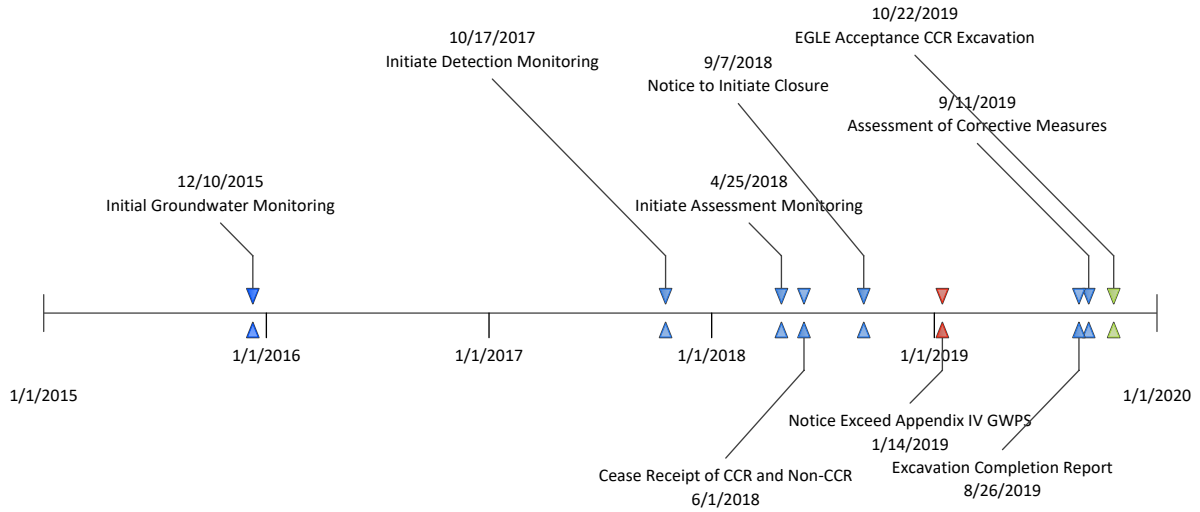 10/22/2019
EGLE Acceptance CCR Excavation
10/17/2017
Initiate Detection Monitoring
9/7/2018
Notice to Initiate Closure
9/11/2019
Assessment of Corrective Measures
12/10/2015
Initial Groundwater Monitoring
4/25/2018
Initiate Assessment Monitoring
1/1/2016
1/1/2017
1/1/2018
1/1/2019
1/1/2015
1/1/2020
Notice Exceed Appendix IV GWPS
1/14/2019
Cease Receipt of CCR and Non-CCR
6/1/2018
Excavation Completion Report
8/26/2019